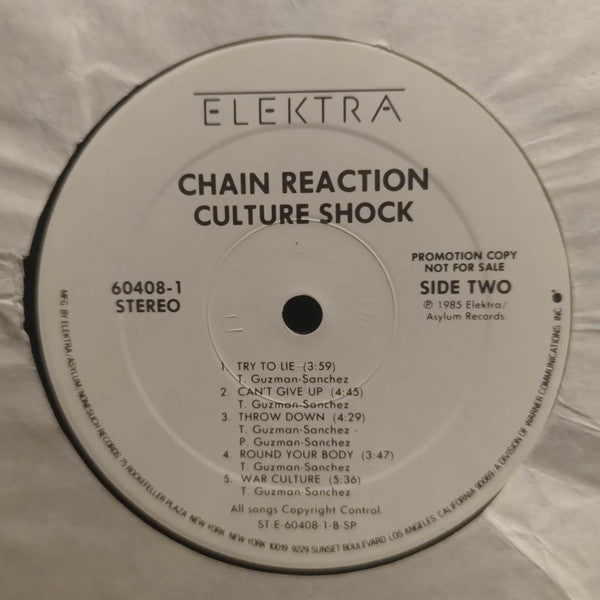 ELEKTRA
CHAIN REACTION
CULTURE SHOCK
PROMOTION COPY
NOT FOR SALE
60408-1
STEREO
SIDE TWO
℗ 1985 Elektra/
Asylum Records
1. TRY TO LIE (3:59)
T. Guzman-Sanchez
2. CAN'T GIVE UP (4:45)
T. Guzman-Sanchez
3. THROW DOWN (4:29)
T. Guzman-Sanchez -
P. Guzman-Sanchez
4. ROUND YOUR BODY (3:47)
T. Guzman-Sanchez
5. WAR CULTURE (5:36)
T. Guzman-Sanchez
All songs Copyright Control.
ST-E-60408-1-B-SP
MFG BY ELEKTRA/ASYLUM/NONESUCH RECORDS 75 ROCKEFELLER PLAZA, NEW YORK, NEW YORK 10019 9229 SUNSET BOULEVARD, LOS ANGELES, CALIFORNIA 90069. A DIVISION OF WARNER COMMUNICATIONS INC.